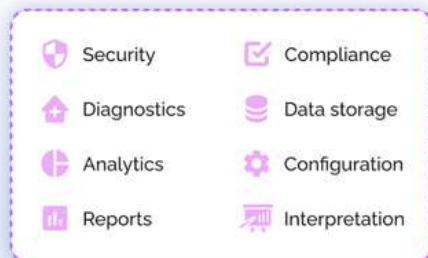 Security
Compliance
Diagnostics
Data storage
Analytics
Configuration
Reports
Interpretation